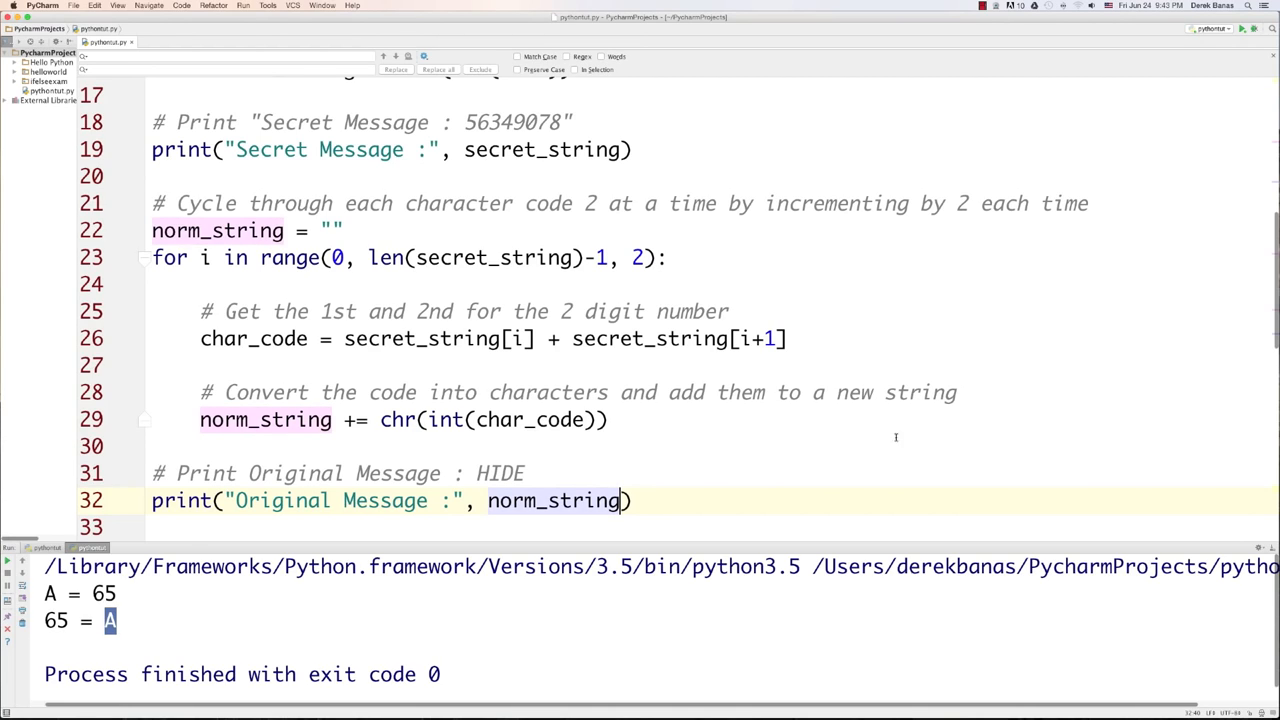 PyCharm File Edit View Navigate Code Refactor Run Tools VCS Window Help
10
Fri Jun 24 9:43 PM Derek Banas
pythontut.py - PycharmProjects - [~/PycharmProjects]
PycharmProjects pythontut.py
pythontut
pythontut.py
Match Case Regex Words
Replace Replace all Exclude
Preserve Case In Selection
PycharmProject
Hello Python
helloworld
ifelseexam
pythontut.py
External Librarie
17
18 # Print "Secret Message : 56349078"
19 print("Secret Message :", secret_string)
20
21 # Cycle through each character code 2 at a time by incrementing by 2 each time
22 norm_string = ""
23 for i in range(0, len(secret_string)-1, 2):
24
25 # Get the 1st and 2nd for the 2 digit number
26 char_code = secret_string[i] + secret_string[i+1]
27
28 # Convert the code into characters and add them to a new string
29 norm_string += chr(int(char_code))
30
31 # Print Original Message : HIDE
32 print("Original Message :", norm_string)
33
Run: pythontut pythontut
/Library/Frameworks/Python.framework/Versions/3.5/bin/python3.5 /Users/derekbanas/PycharmProjects/pytho
A = 65
65 = A
Process finished with exit code 0
32:40 LF÷ UTF-8÷